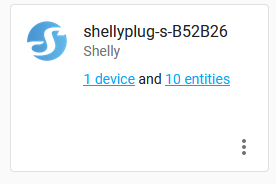 shellyplug-s-B52B26
Shelly
1 device and 10 entities